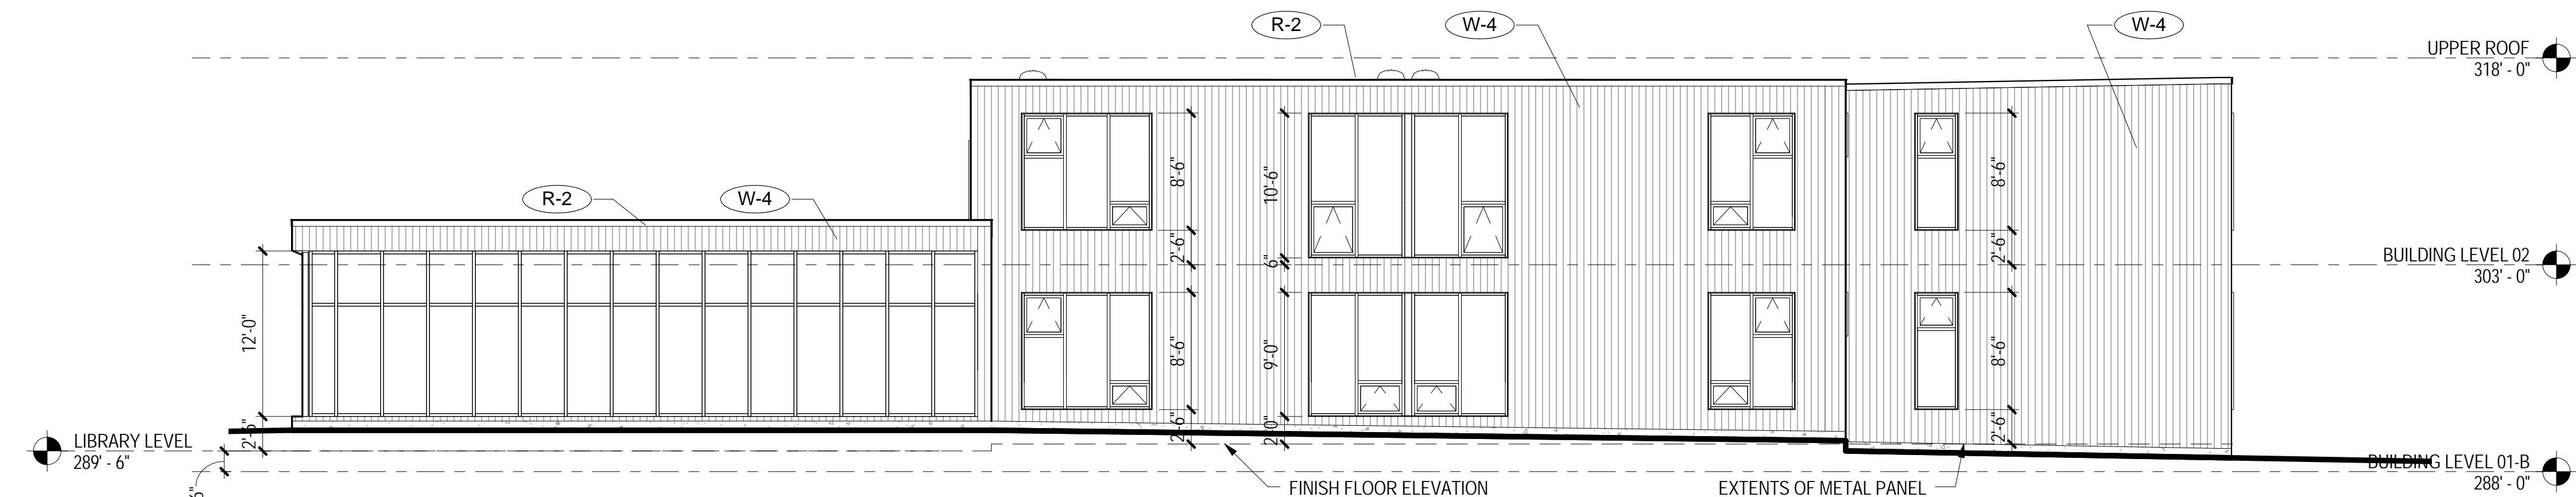 R-2
W-4
W-4
UPPER ROOF
318' - 0"
R-2
W-4
8'-6"
10'-6"
8'-6"
2'-6"
6"
2'-6"
BUILDING LEVEL 02
303' - 0"
12'-0"
8'-6"
9'-0"
8'-6"
2'-6"
2'-6"
2'-0"
2'-6"
LIBRARY LEVEL
289' - 6"
BUILDING LEVEL 01-B
288' - 0"
FINISH FLOOR ELEVATION
EXTENTS OF METAL PANEL